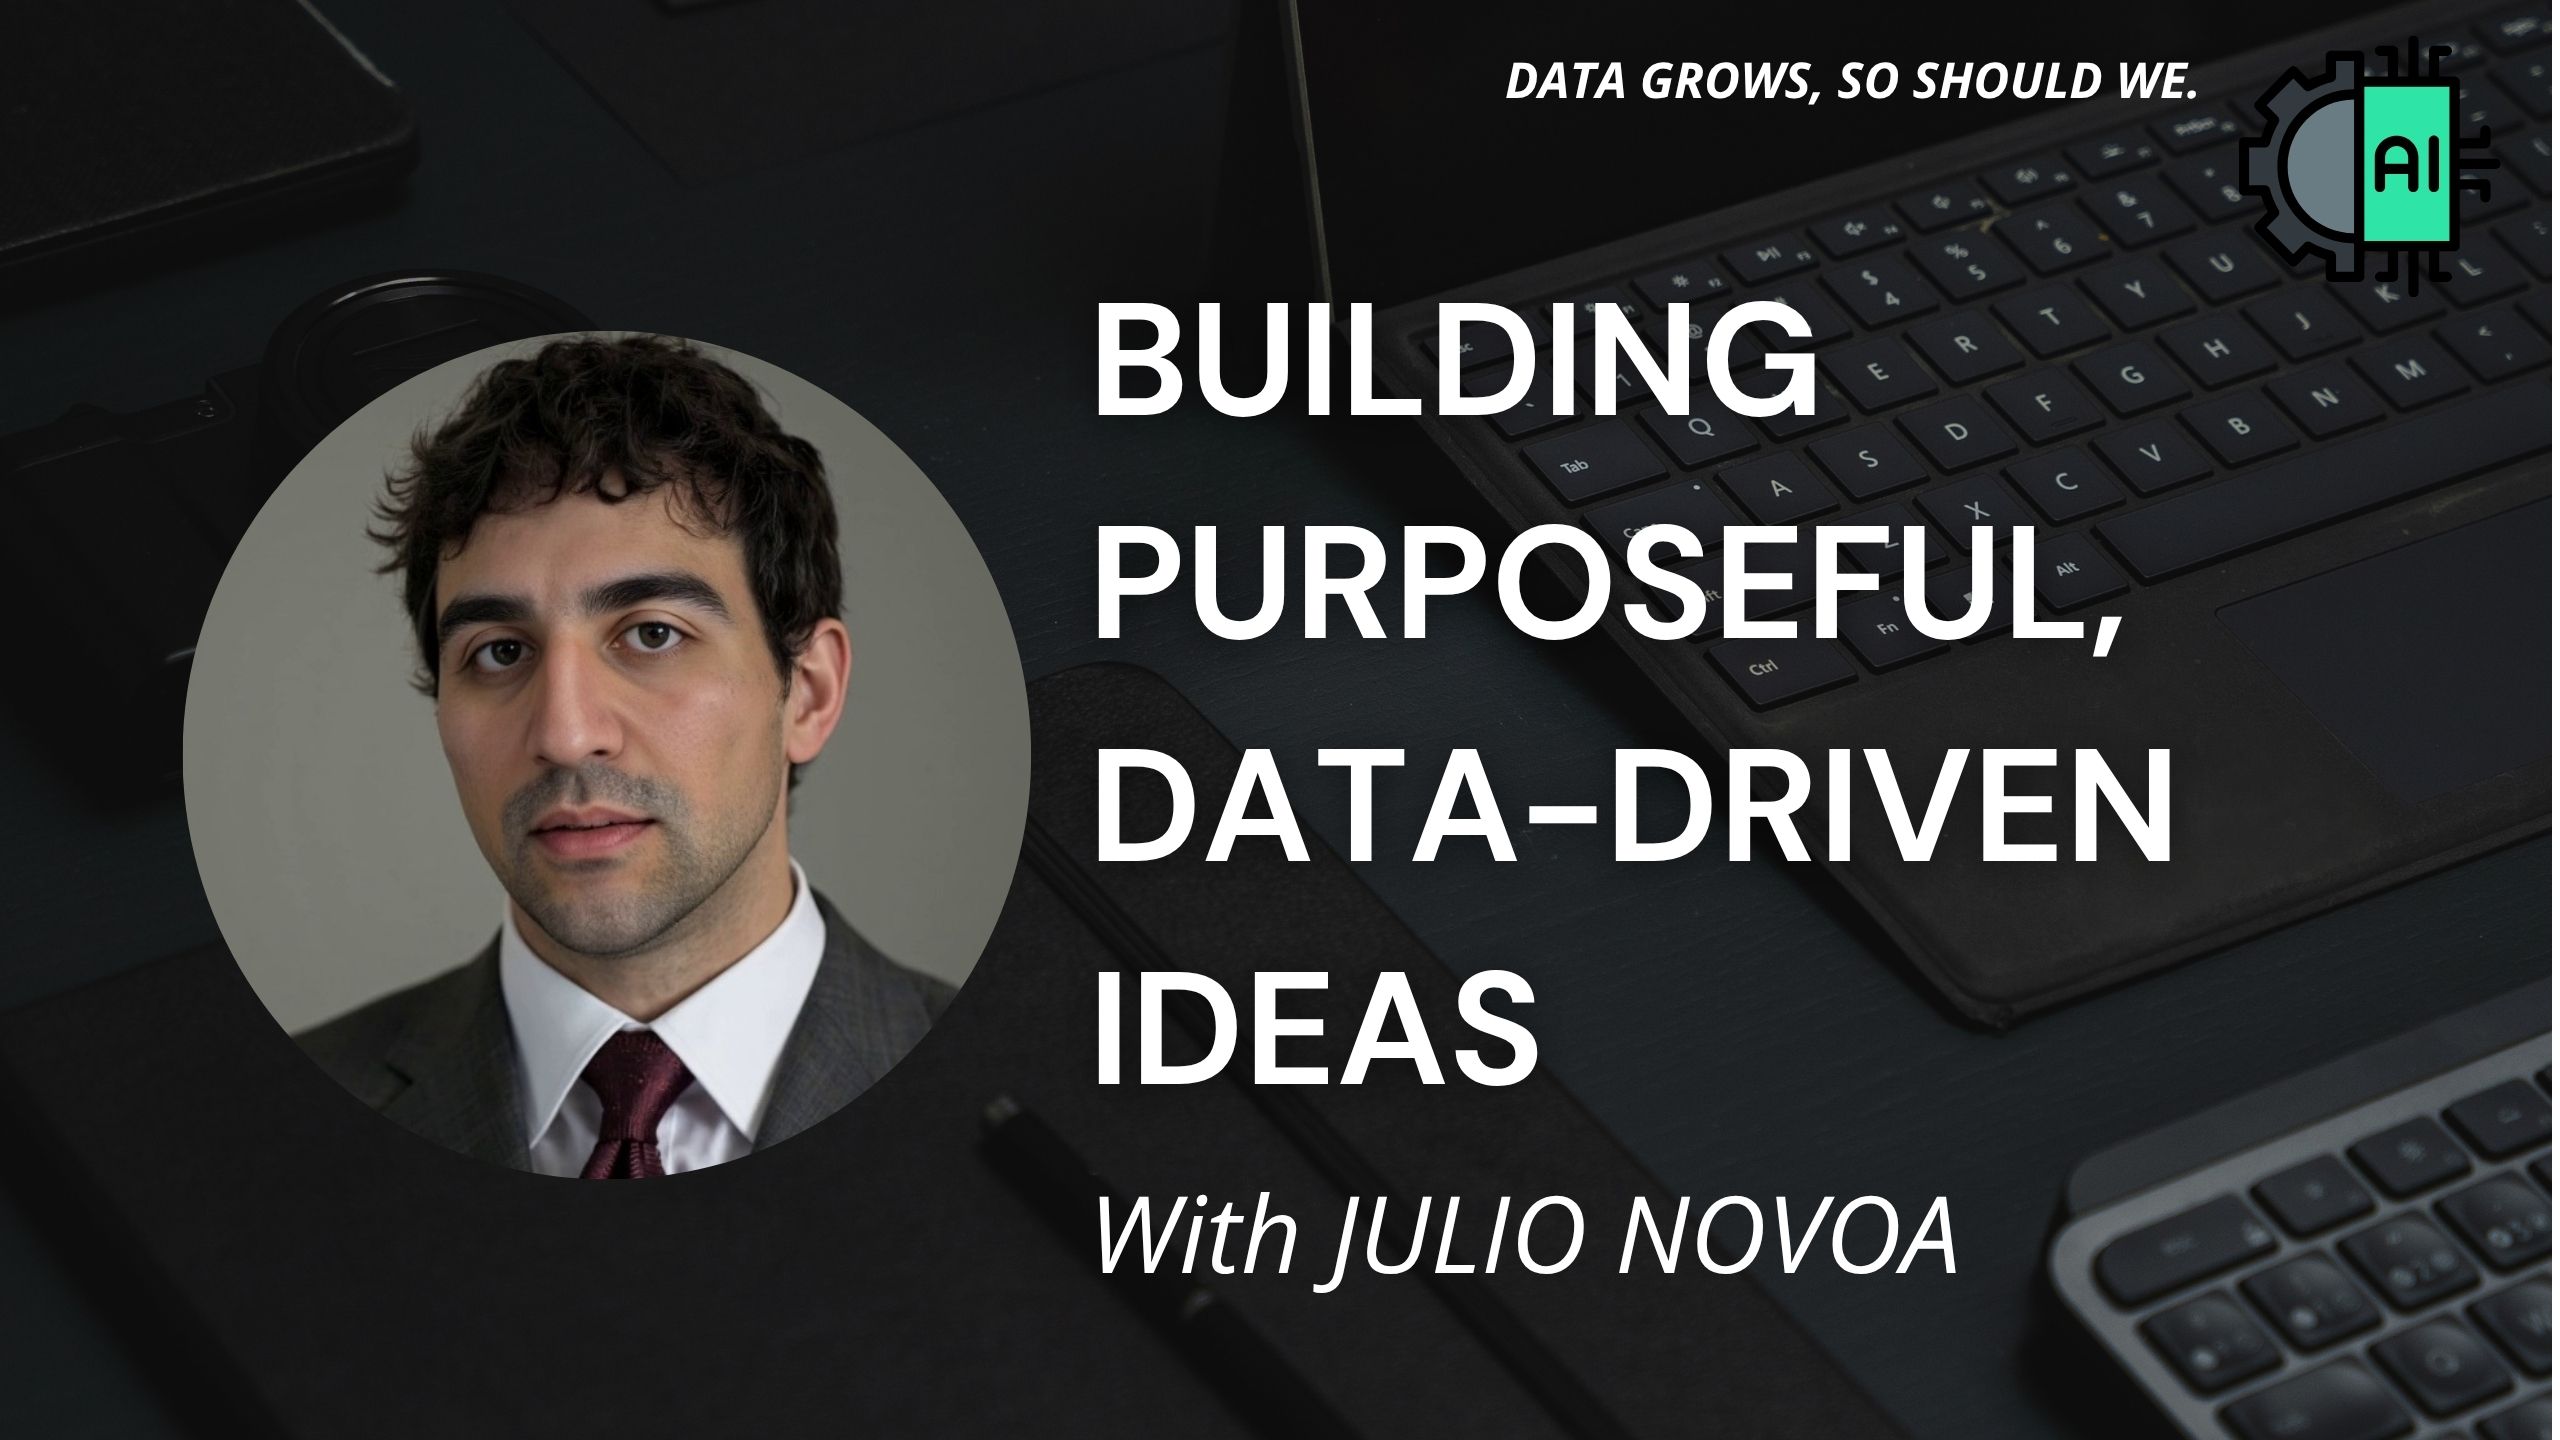 DATA GROWS, SO SHOULD WE.
AI
BUILDING
PURPOSEFUL,
DATA-DRIVEN
IDEAS
With JULIO NOVOA